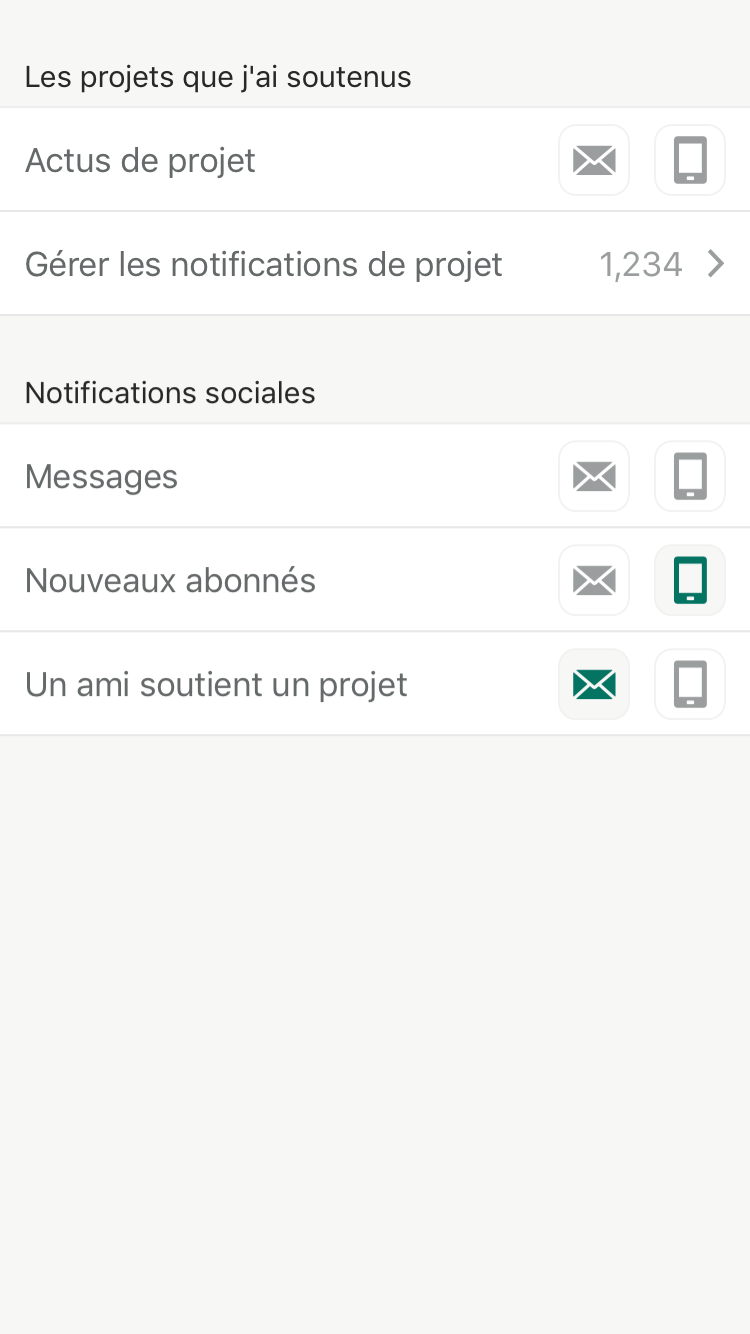 Les projets que j'ai soutenus
Actus de projet
Gérer les notifications de projet 1,234
Notifications sociales
Messages
Nouveaux abonnés
Un ami soutient un projet